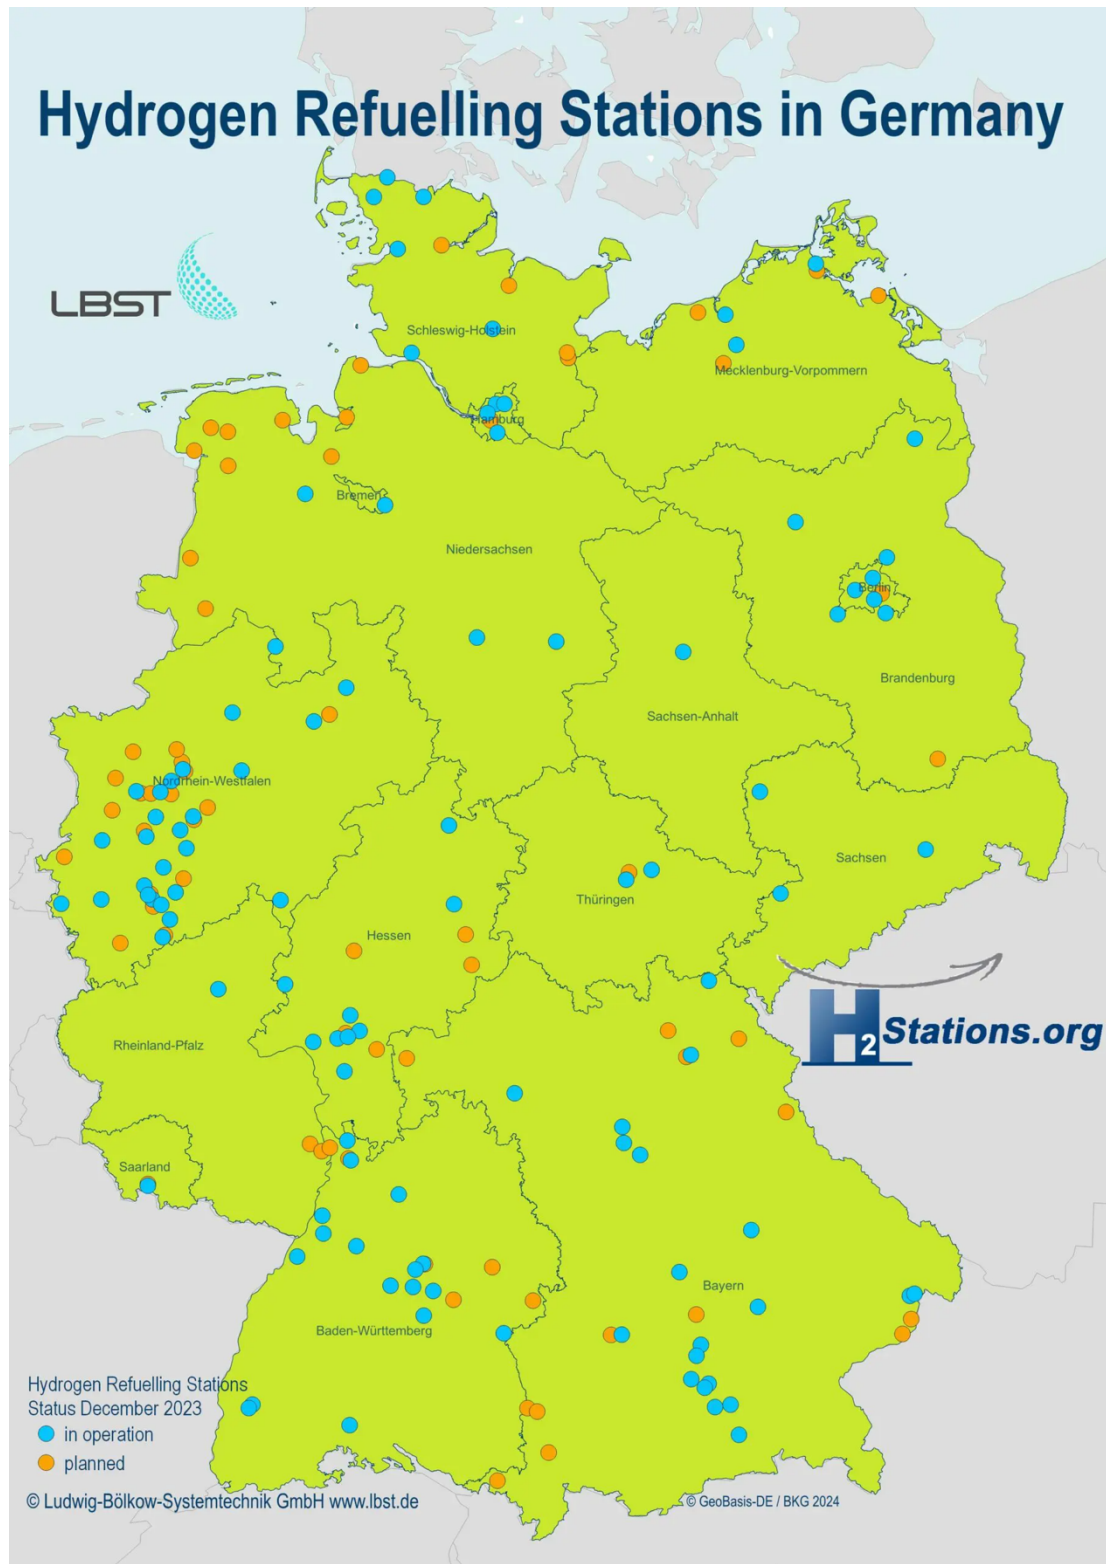 Hydrogen Refuelling Stations in Germany
LBST
Schleswig-Holstein
Mecklenburg-Vorpommern
Hamburg
Bremen
Niedersachsen
Berlin
Brandenburg
Sachsen-Anhalt
Nordrhein-Westfalen
Sachsen
Thüringen
Hessen
H2Stations.org
Rheinland-Pfalz
Saarland
Bayern
Baden-Württemberg
Hydrogen Refuelling Stations
Status December 2023
in operation
planned
© Ludwig-Bölkow-Systemtechnik GmbH www.lbst.de
© GeoBasis-DE / BKG 2024